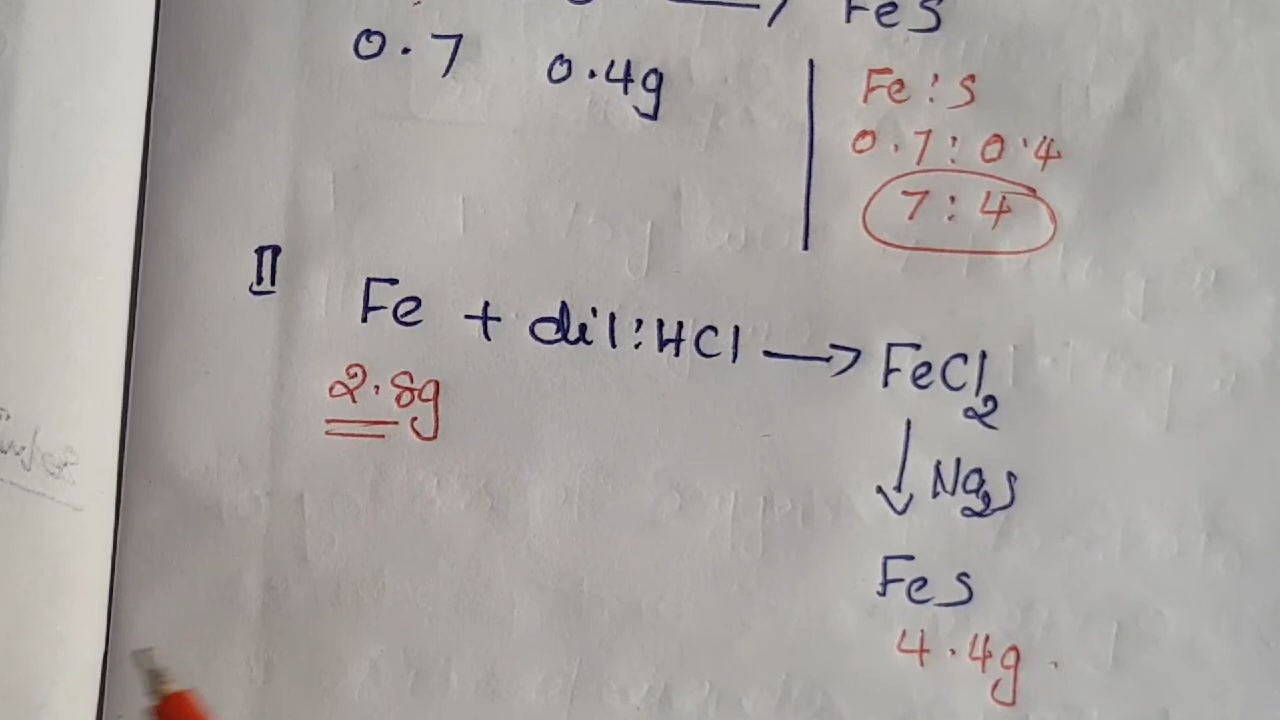 FeS
0.7 0.4g
Fe : S
0.7 : 0.4
7 : 4
II
Fe + dil : HCl ⟶ FeCl₂
2.8g
↓ Na₂S
FeS
4.4g.